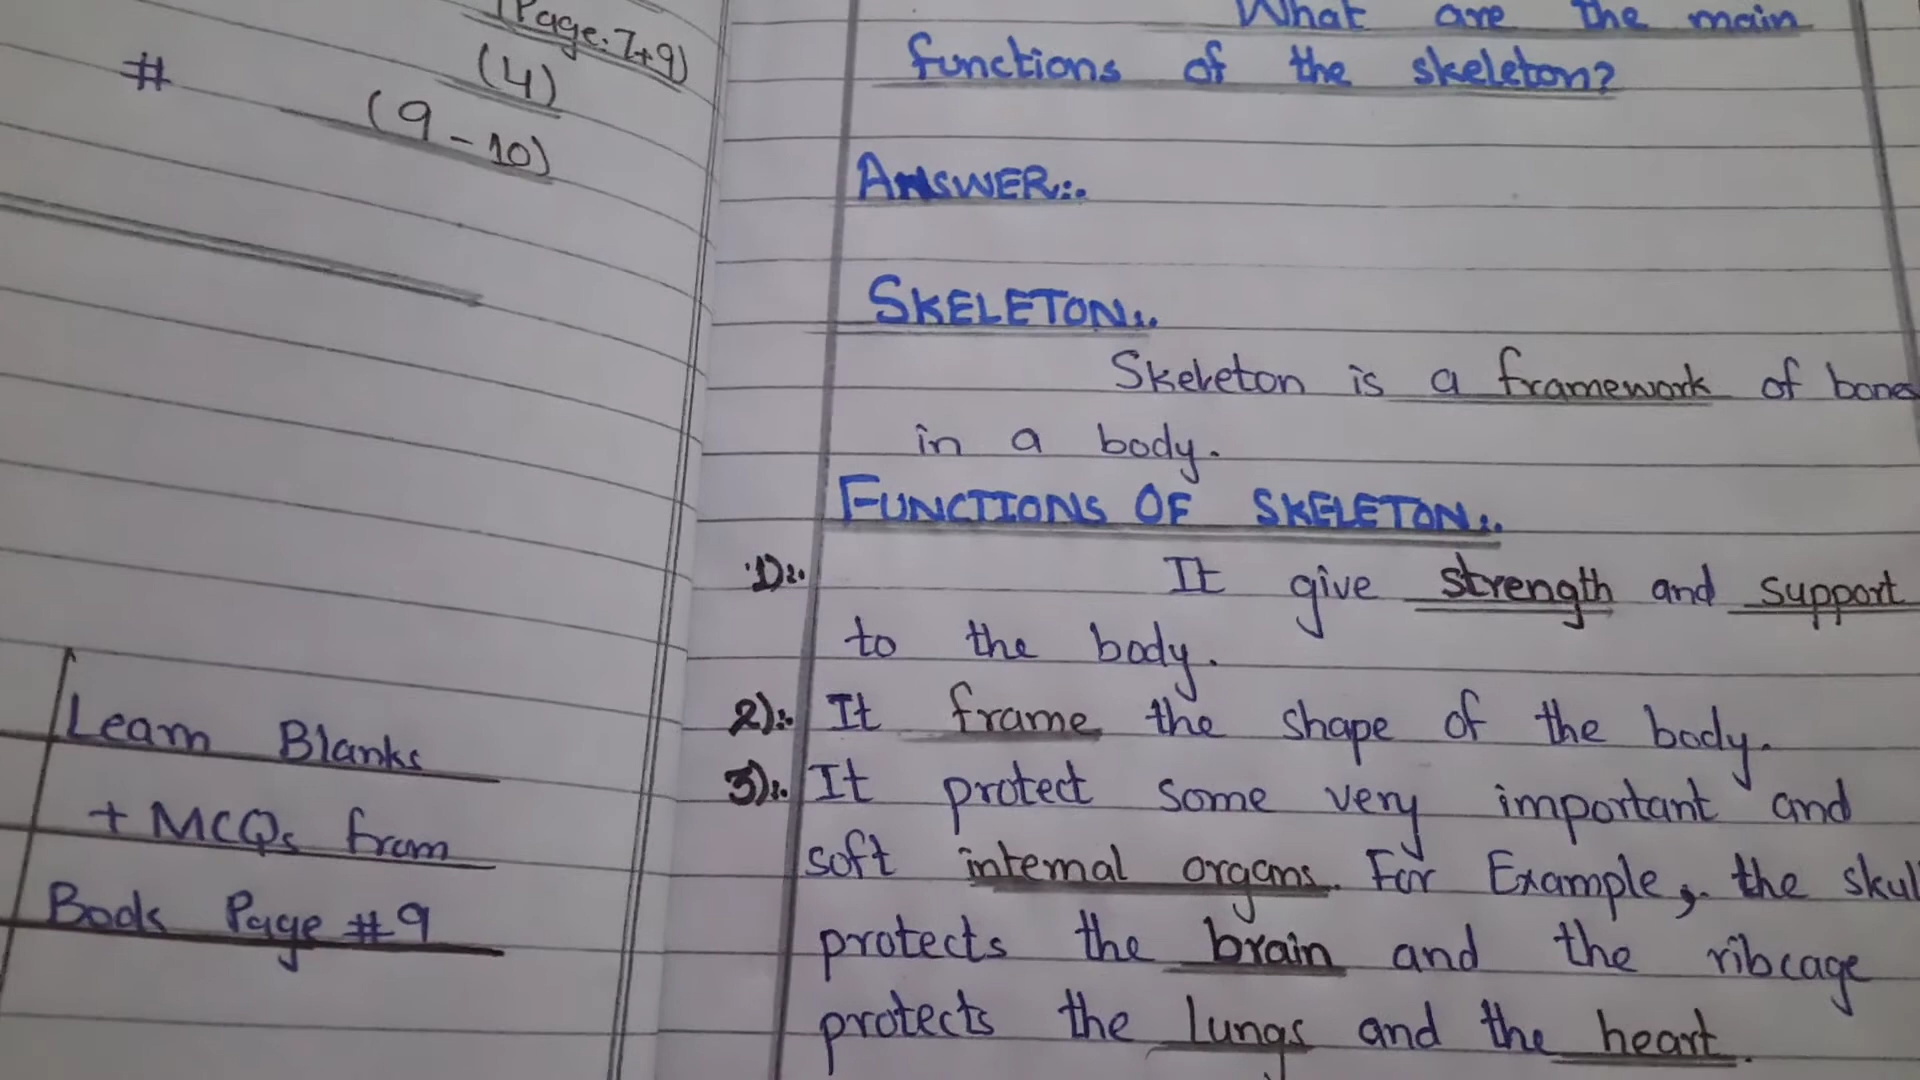 (Page: 7+9)
#
(4)
(9-10)
Learn Blanks
+ MCQs from
Book Page #9
What are the main
functions of the skeleton?
ANSWER:.
SKELETON:.
Skeleton is a framework of bones
in a body.
FUNCTIONS OF SKELETON:.
1):. It give strength and support
to the body.
2):. It frame the shape of the body.
3):. It protect some very important and
soft internal organs. For Example, the skull
protects the brain and the ribcage
protects the lungs and the heart.